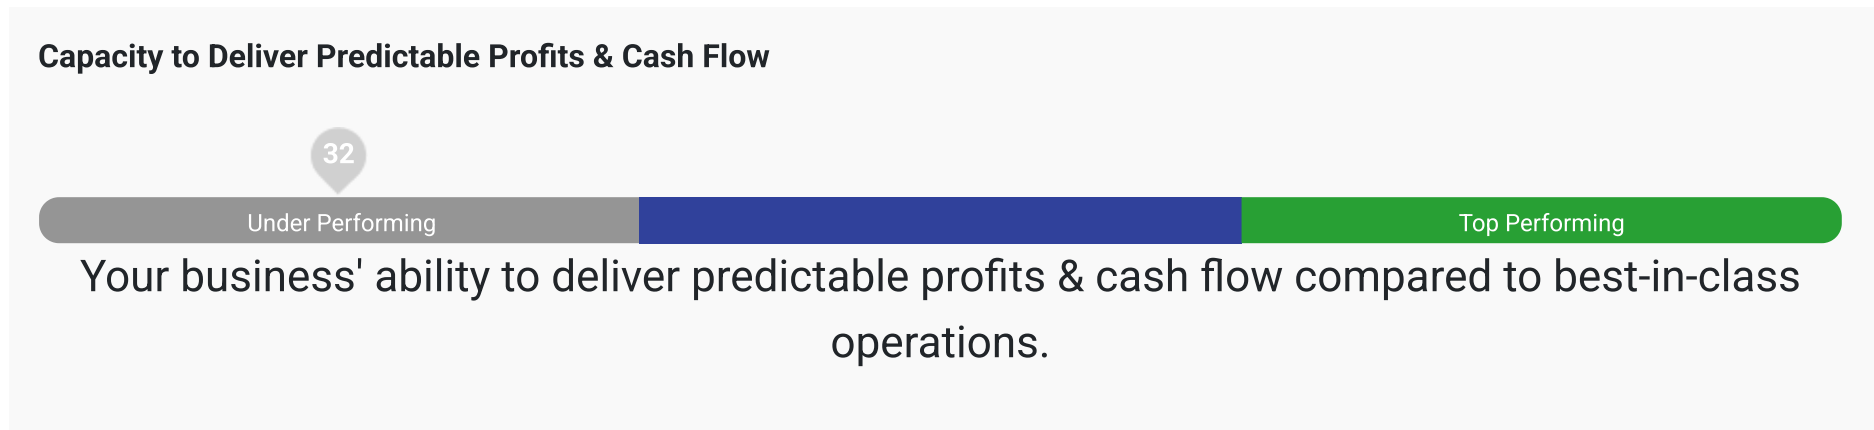 Capacity to Deliver Predictable Profits & Cash Flow
32
Under Performing
Top Performing
Your business' ability to deliver predictable profits & cash flow compared to best-in-class
operations.